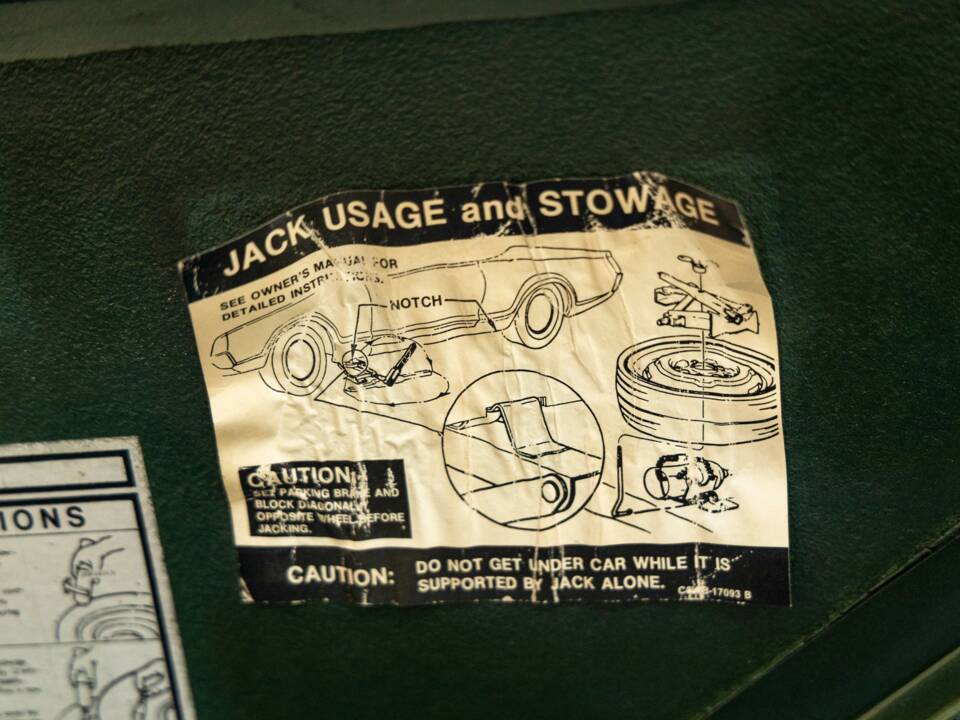 JACK USAGE and STOWAGE
SEE OWNER'S MANUAL FOR
DETAILED INSTRUCTIONS.
NOTCH
CAUTION:
SET PARKING BRAKE AND
BLOCK DIAGONALLY
OPPOSITE WHEEL BEFORE
JACKING.
CAUTION: DO NOT GET UNDER CAR WHILE IT IS
SUPPORTED BY JACK ALONE.
-17093 B
IONS